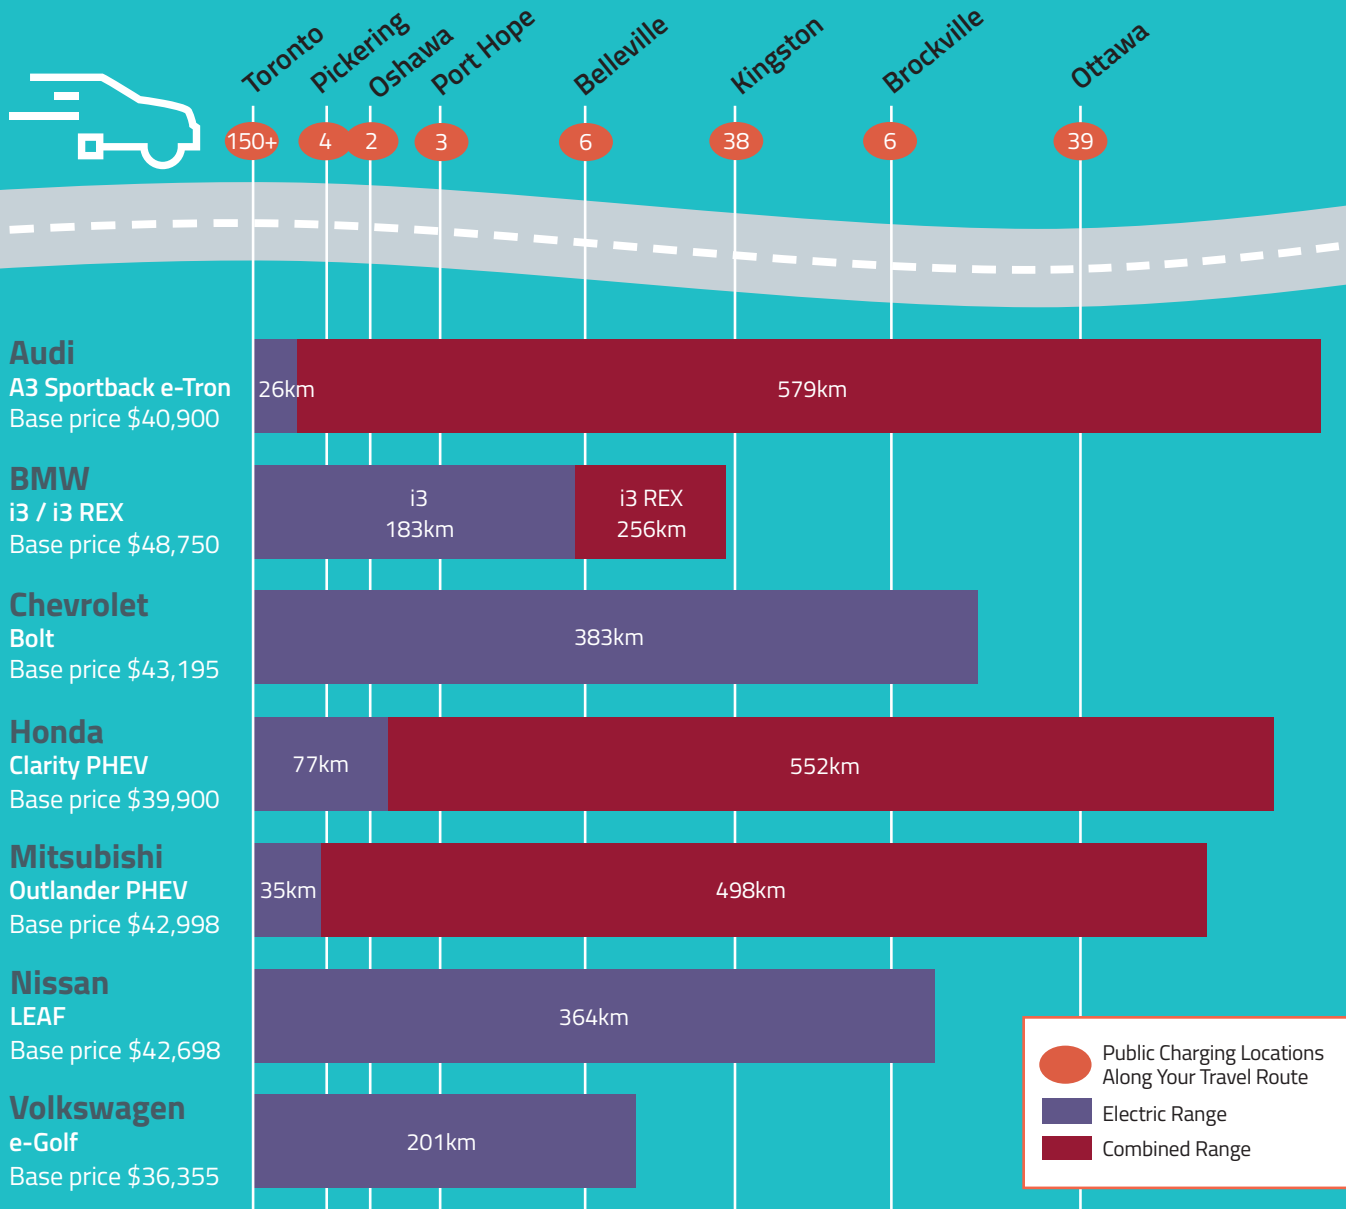 Toronto
Pickering
Oshawa
Port Hope
Belleville
Kingston
Brockville
Ottawa
150+
4
2
3
6
38
6
39
Audi
A3 Sportback e-Tron
Base price $40,900
26km
579km
BMW
i3 / i3 REX
Base price $48,750
i3
183km
i3 REX
256km
Chevrolet
Bolt
Base price $43,195
383km
Honda
Clarity PHEV
Base price $39,900
77km
552km
Mitsubishi
Outlander PHEV
Base price $42,998
35km
498km
Nissan
LEAF
Base price $42,698
364km
Volkswagen
e-Golf
Base price $36,355
201km
Public Charging Locations
Along Your Travel Route
Electric Range
Combined Range